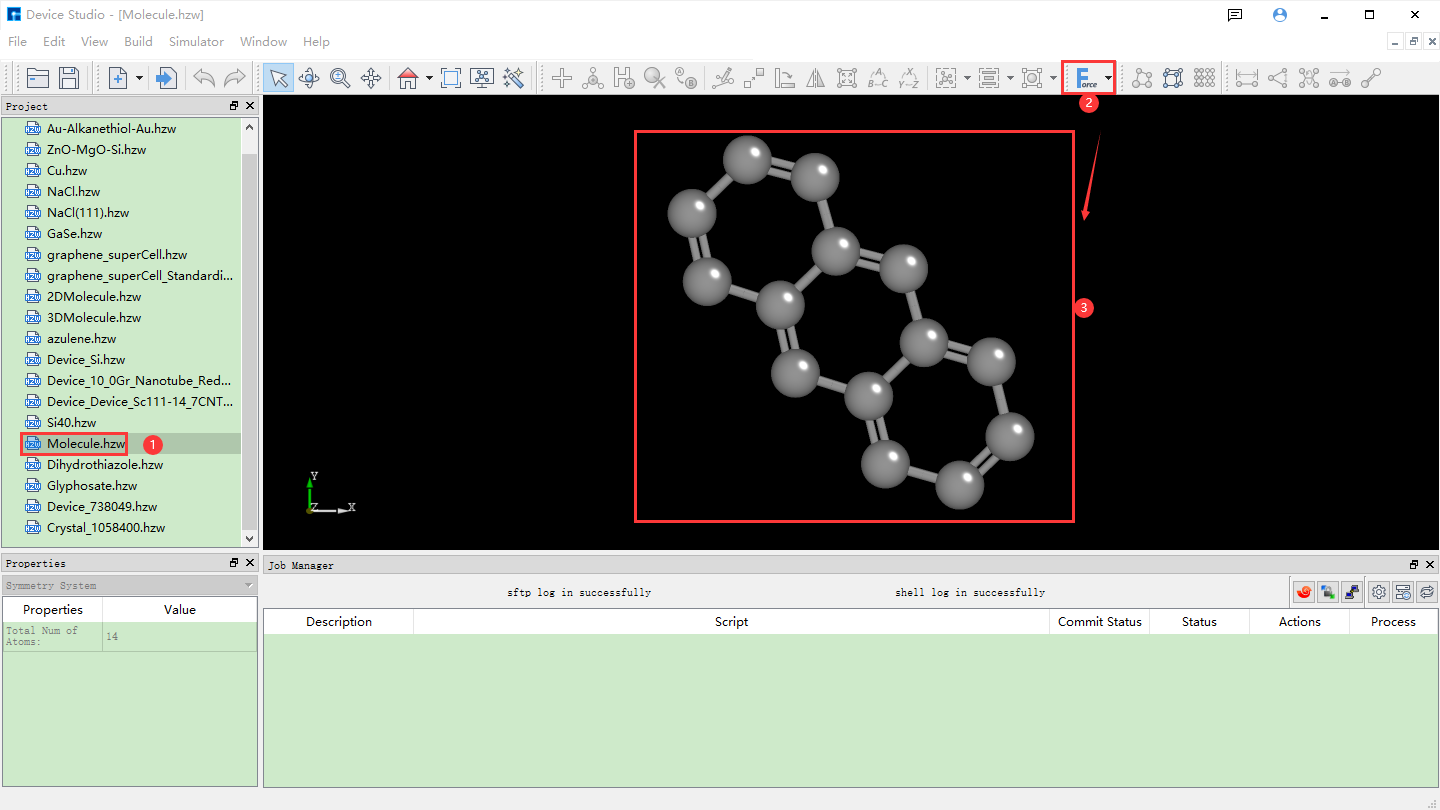 Device Studio - [Molecule.hzw]
File Edit View Build Simulator Window Help
Force
2
Project
Au-Alkanethiol-Au.hzw
ZnO-MgO-Si.hzw
Cu.hzw
NaCl.hzw
NaCl(111).hzw
GaSe.hzw
graphene_superCell.hzw
graphene_superCell_Standardi...
2DMolecule.hzw
3DMolecule.hzw
azulene.hzw
Device_Si.hzw
Device_10_0Gr_Nanotube_Red...
Device_Device_Sc111-14_7CNT...
Si40.hzw
Molecule.hzw 1
Dihydrothiazole.hzw
Glyphosate.hzw
Device_738049.hzw
Crystal_1058400.hzw
3
Y
Z X
Properties
Symmetry System
Properties Value
Total Num of Atoms: 14
Job Manager
sftp log in successfully shell log in successfully
Description Script Commit Status Status Actions Process